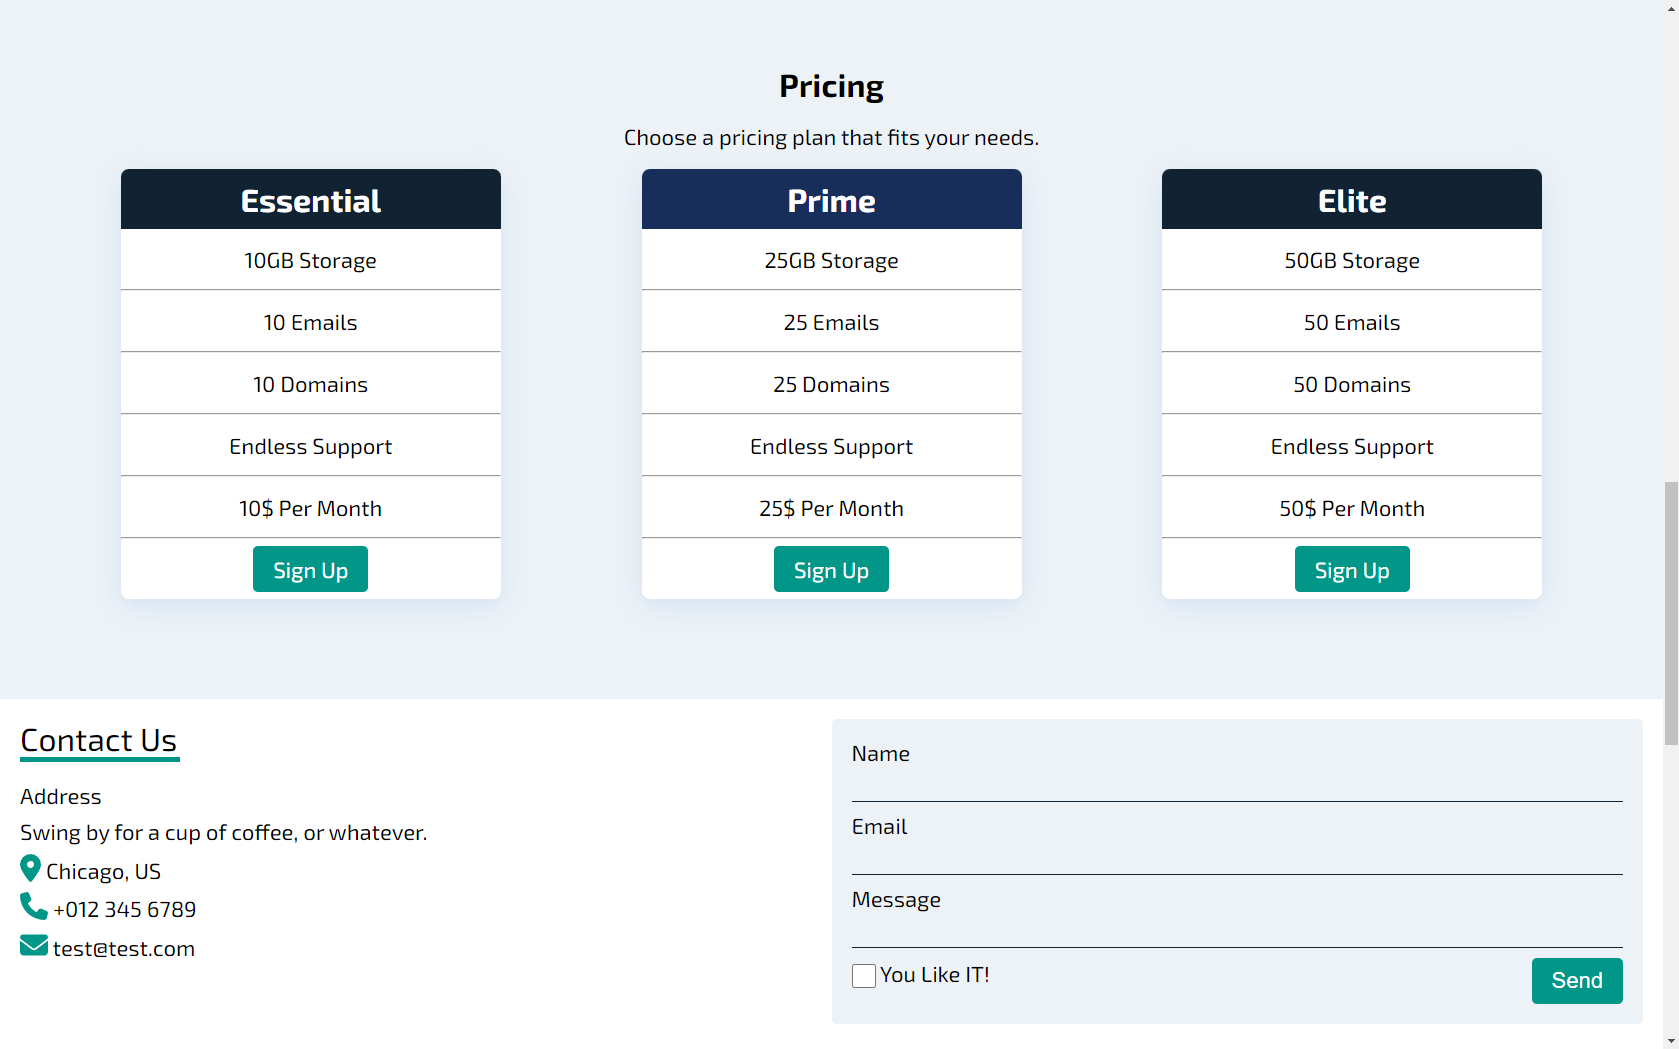 Pricing
Choose a pricing plan that fits your needs.
Essential
10GB Storage
10 Emails
10 Domains
Endless Support
10$ Per Month
Sign Up
Prime
25GB Storage
25 Emails
25 Domains
Endless Support
25$ Per Month
Sign Up
Elite
50GB Storage
50 Emails
50 Domains
Endless Support
50$ Per Month
Sign Up
Contact Us
Address
Swing by for a cup of coffee, or whatever.
Chicago, US
+012 345 6789
test@test.com
Name
Email
Message
You Like IT!
Send